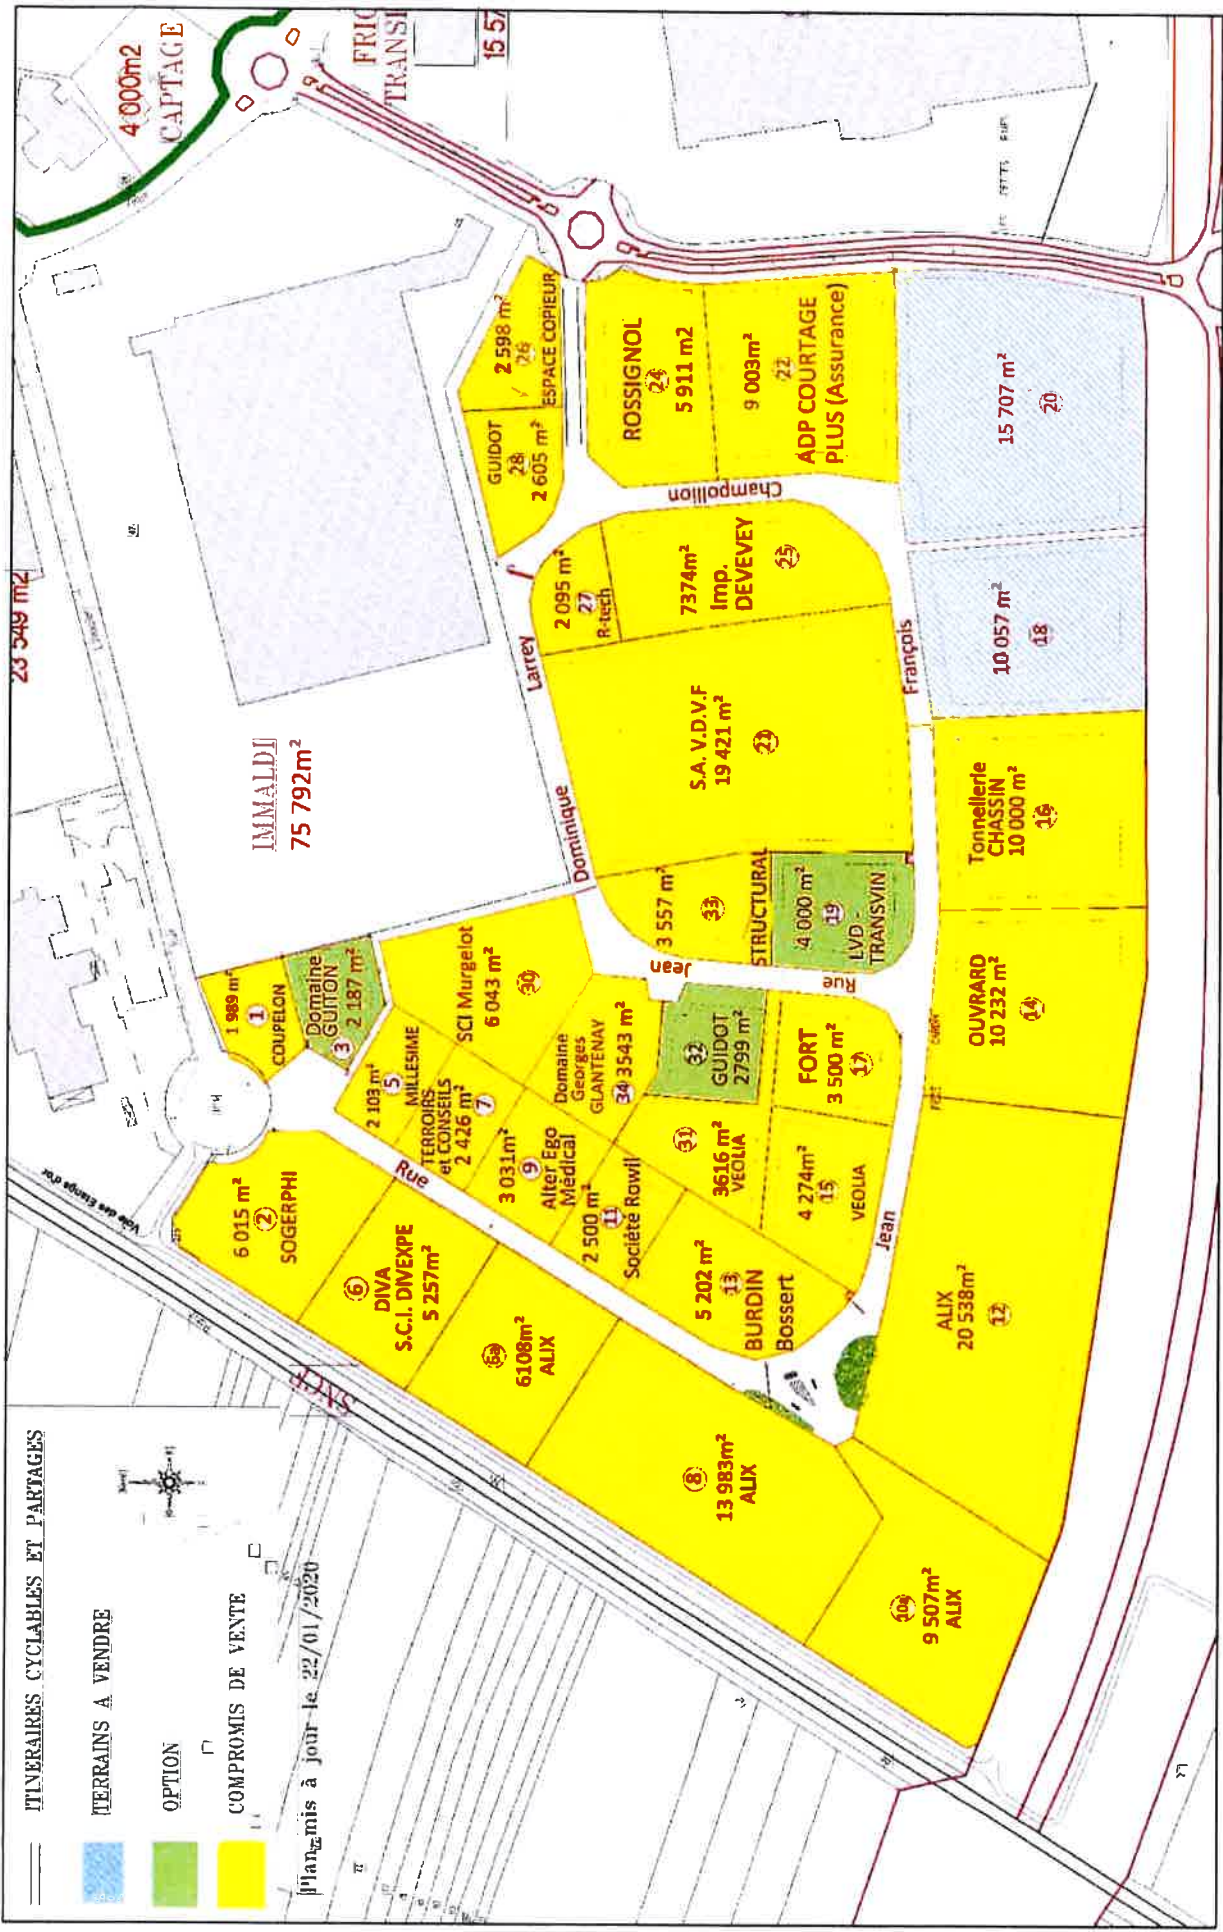 ITINERAIRES CYCLABLES ET PARTAGES
TERRAINS A VENDRE
OPTION
COMPROMIS DE VENTE
mis à jour le 22/01/2020
SNCF
Voie des Etangs d'or
4 000m2
CAPTAGE
FRIG
TRANSI
15 57
23 549 m2
IMMALDI
75 792m²
1 989 m²
1
COUPELON
Domaine
GUITON
3
2 187 m²
2 103 m²
5
MILLESIME
TERROIRS
et CONSEILS
2 426 m²
7
SCI Murgelot
6 043 m²
30
6 015 m²
2
SOGERPHI
6
DIVA
S.C.I. DIVEXPE
5 257m²
6a
6108m²
ALIX
8
13 983m²
ALIX
10a
9 507m²
ALIX
Rue
3 031m²
9
Alter Ego
Médical
2 500 m²
11
Société Rowil
5 202 m²
13
BURDIN
Bossert
Domaine
Georges
GLANTENAY
34 3543 m²
31
3616 m²
VEOLIA
4 274m²
15
VEOLIA
32
GUIDOT
2799 m²
FORT
3 500 m²
17
Jean
Rue
Jean
François
Champollion
Dominique
Larrey
3 557 m²
33
STRUCTURAL
4 000 m²
19
LVD -
TRANSVIN
S.A. V.D.V.F
19 421 m²
21
2 095 m²
27
R-tech
7374m²
Imp.
DEVEVEY
25
GUIDOT
28
2 605 m²
2 598 m²
26
ESPACE COPIEUR
ROSSIGNOL
24
5 911 m2
9 003m²
22
ADP COURTAGE
PLUS (Assurance)
ALIX
20 538m²
12
OUVRARD
10 232 m²
14
Tonnellerie
CHASSIN
10 000 m²
16
10 057 m²
18
15 707 m²
20